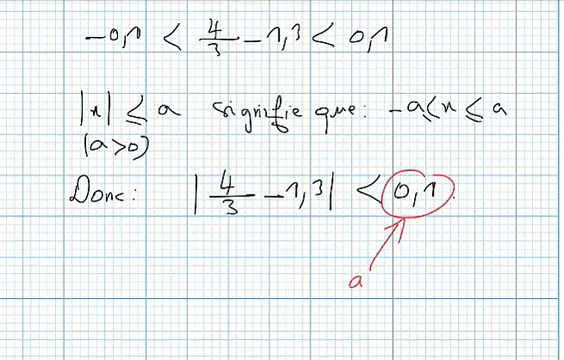 -0,1 < 4/3 - 1,3 < 0,1
|x| ≤ a signifie que: -a ≤ x ≤ a
(a>0)
Donc: |4/3 - 1,3| < 0,1.
a